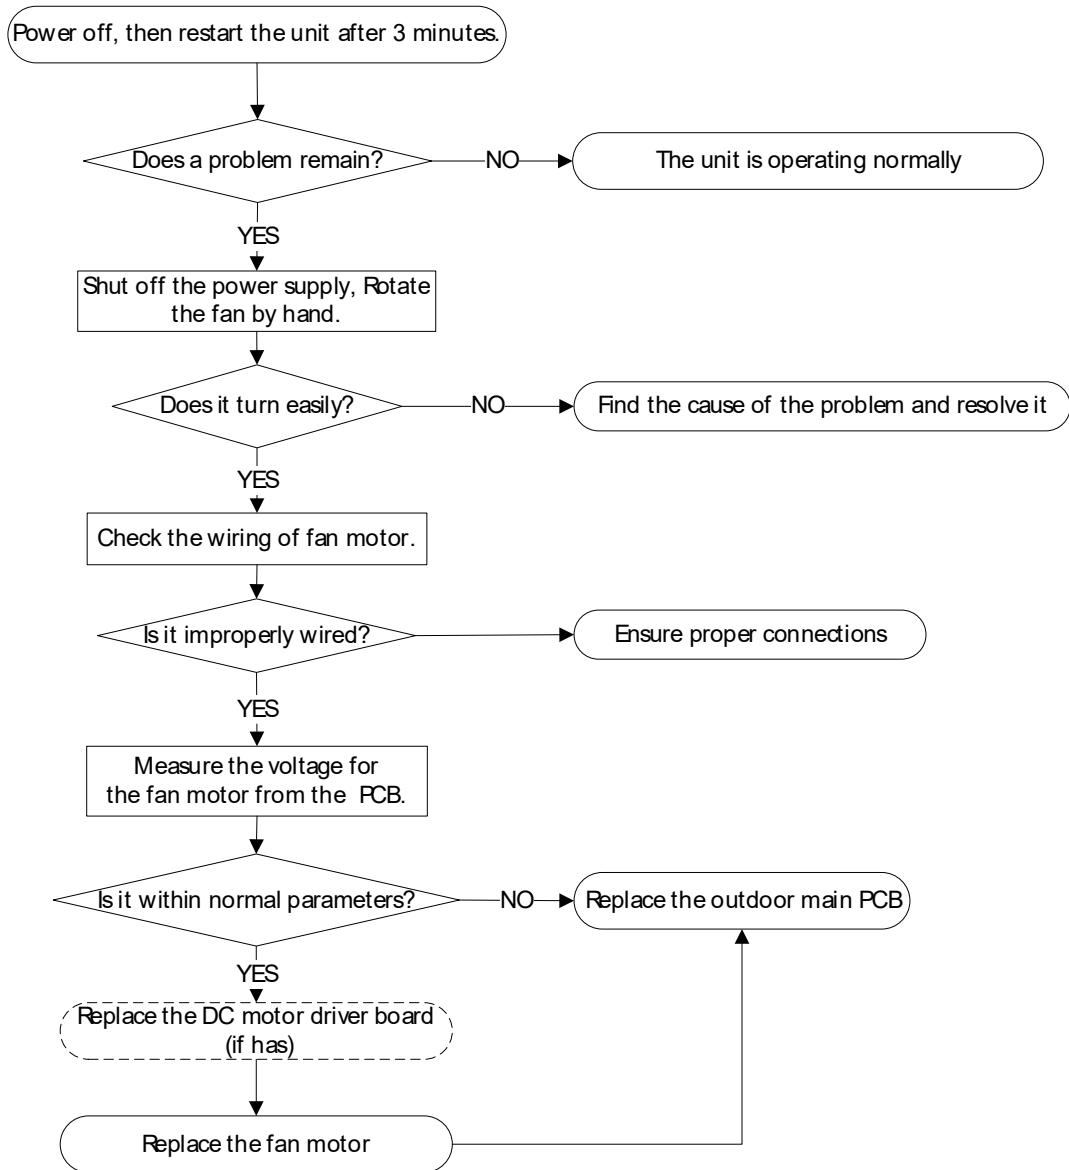 Power off, then restart the unit after 3 minutes.
Does a problem remain?
NO
The unit is operating normally
YES
Shut off the power supply, Rotate
the fan by hand.
Does it turn easily?
NO
Find the cause of the problem and resolve it
YES
Check the wiring of fan motor.
Is it improperly wired?
Ensure proper connections
YES
Measure the voltage for
the fan motor from the PCB.
Is it within normal parameters?
NO
Replace the outdoor main PCB
YES
Replace the DC motor driver board
(if has)
Replace the fan motor